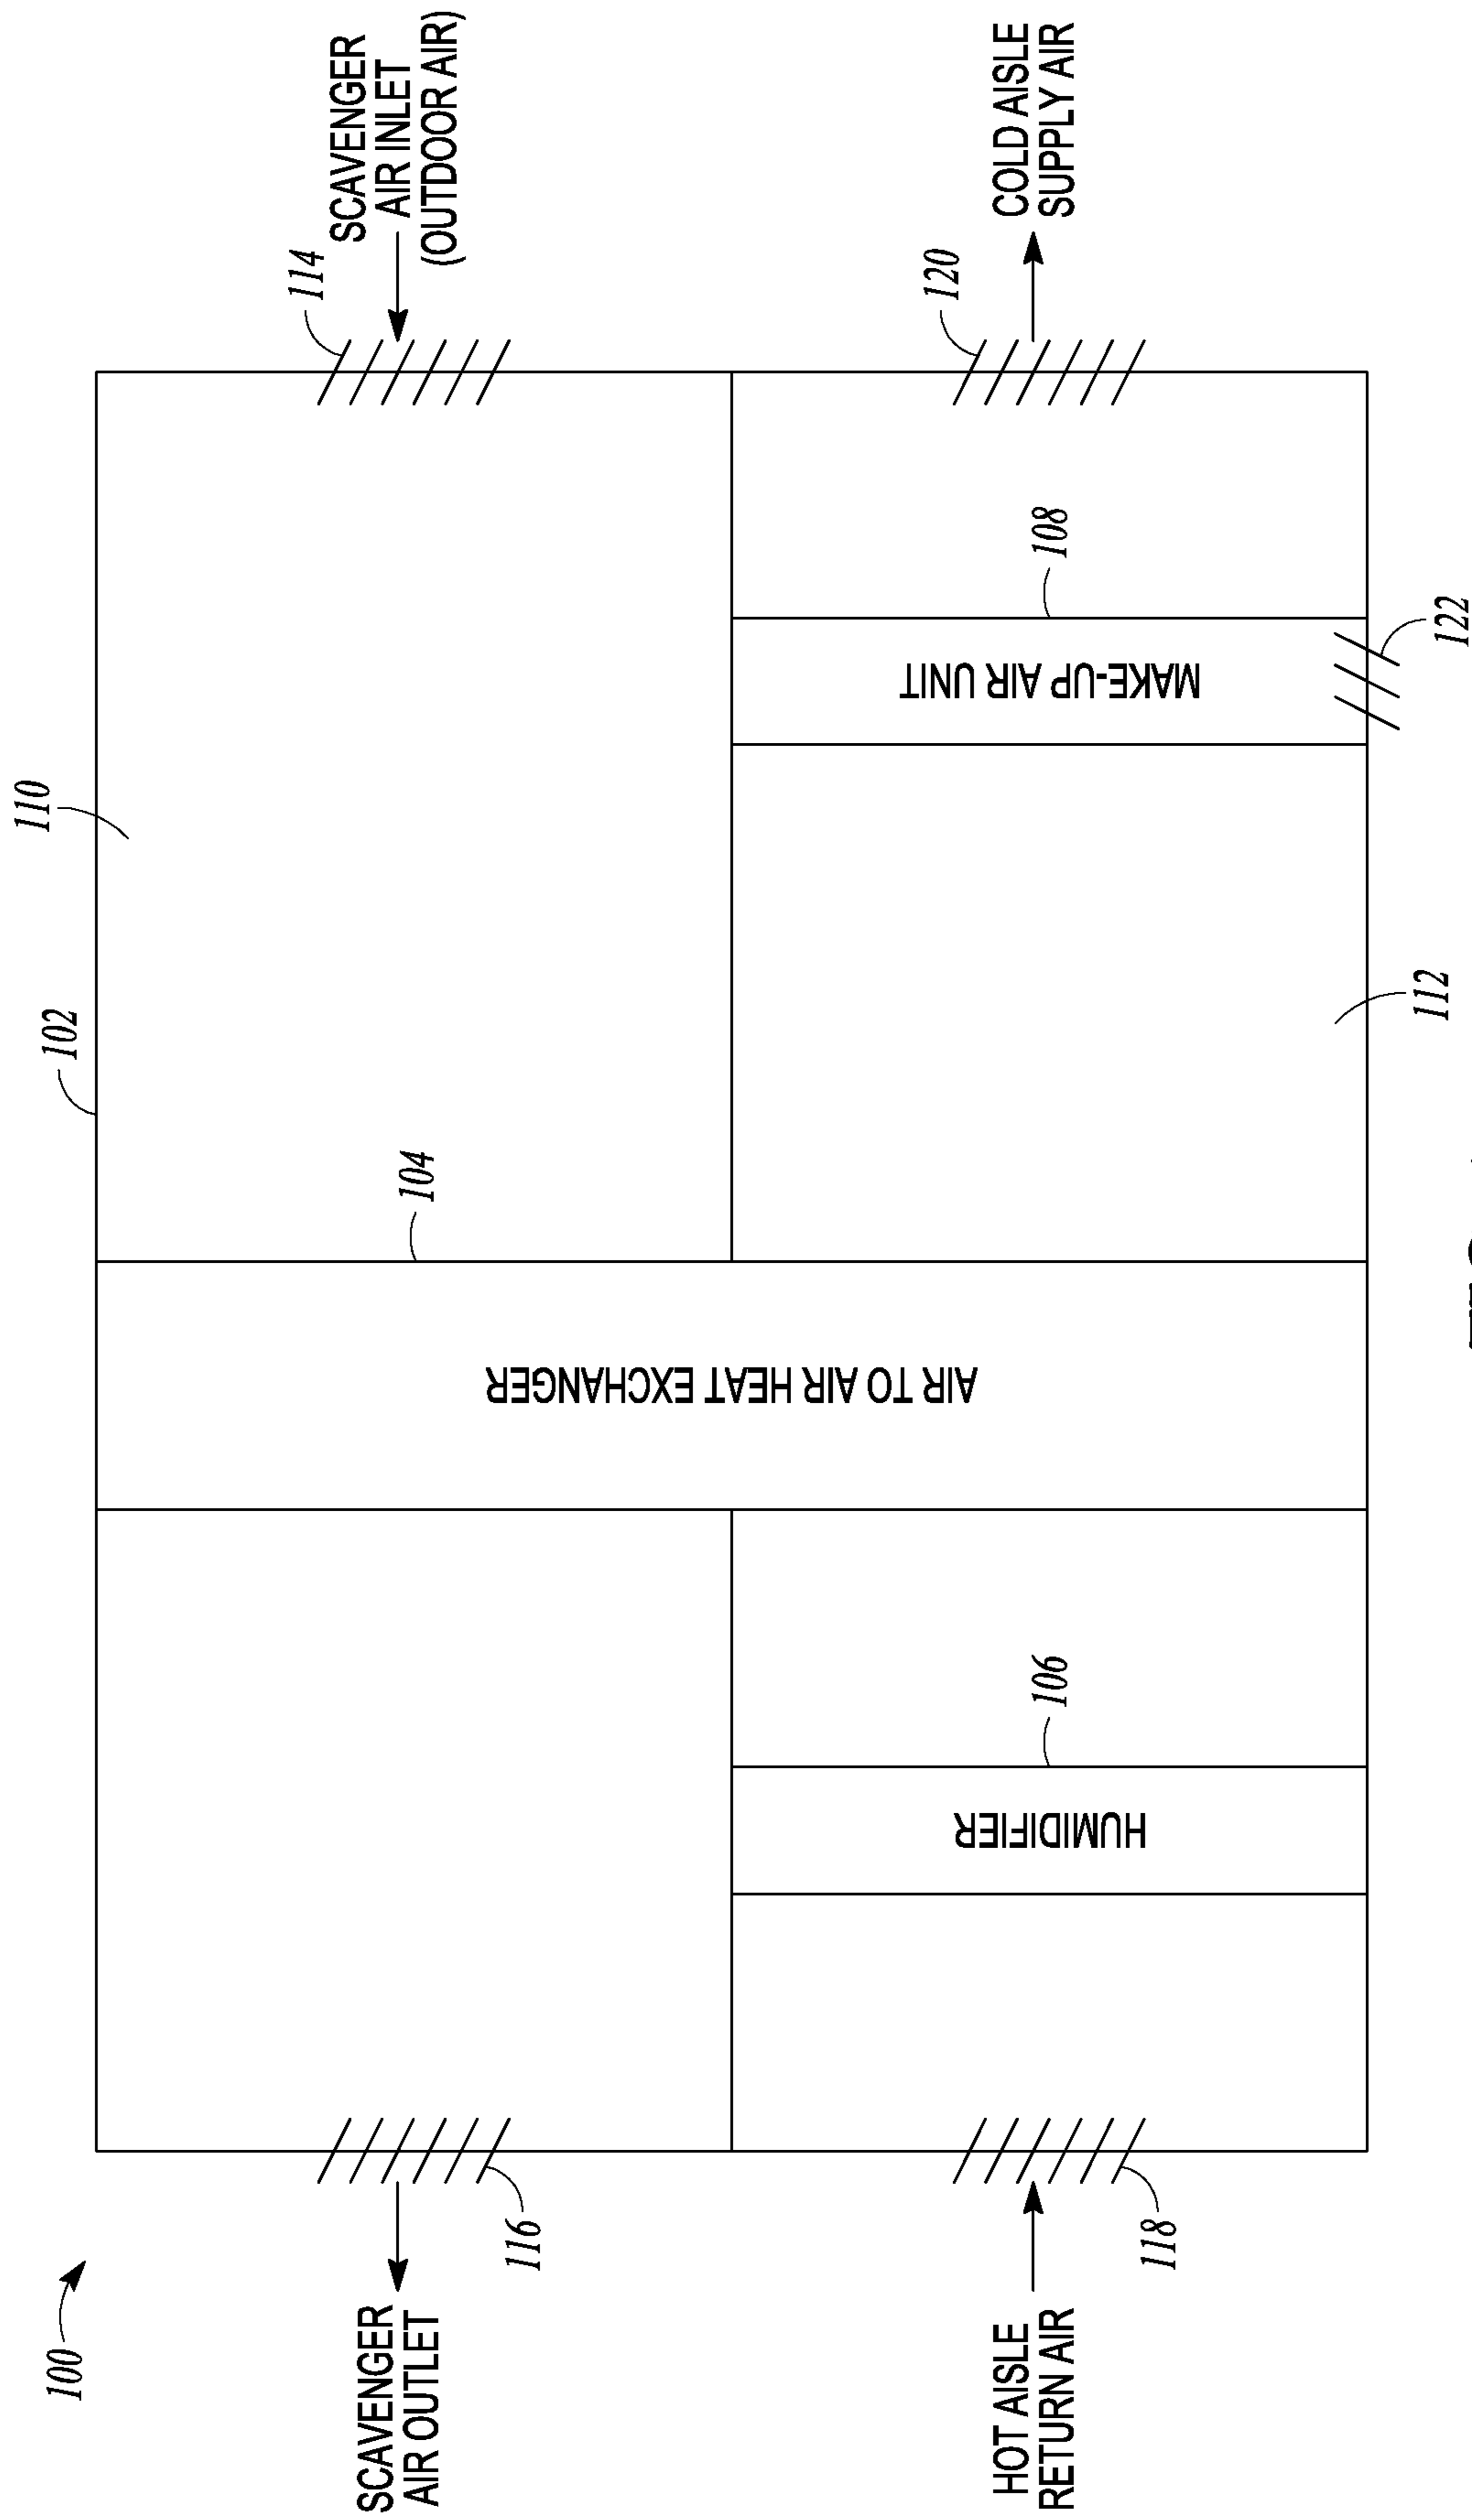 100
102
110
SCAVENGER
AIR OUTLET
116
104
114
SCAVENGER
AIR INLET
(OUTDOOR AIR)
AIR TO AIR HEAT EXCHANGER
HOT AISLE
RETURN AIR
118
HUMIDIFIER
106
MAKE-UP AIR UNIT
108
120
COLD AISLE
SUPPLY AIR
112
122